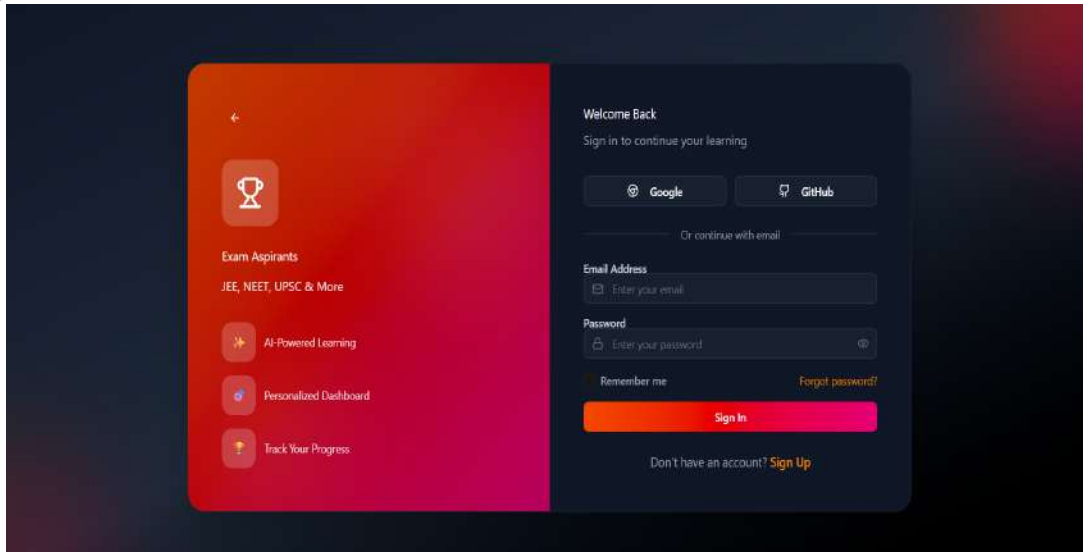 Exam Aspirants
JEE, NEET, UPSC & More
AI-Powered Learning
Personalized Dashboard
Track Your Progress
Welcome Back
Sign in to continue your learning
Google
GitHub
Or continue with email
Email Address
Enter your email
Password
Enter your password
Remember me
Forgot password?
Sign In
Don't have an account? Sign Up